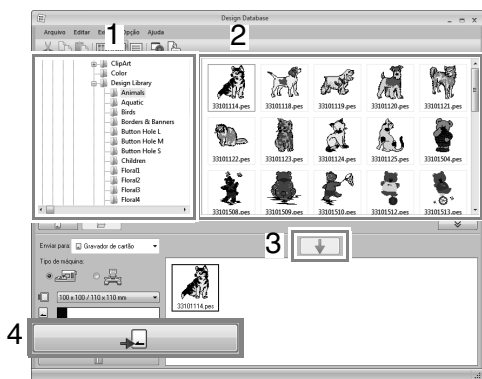 Design Database
Arquivo Editar Opção Ajuda
1
2
ClipArt
Color
Design Library
Animals
Aquatic
Birds
Borders & Banners
Button Hole L
Button Hole M
Button Hole S
Children
Floral1
Floral2
Floral3
Floral4
33101114.pes 33101118.pes 33101119.pes 33101120.pes 33101121.pes
33101122.pes 33101123.pes 33101124.pes 33101125.pes 33101504.pes
33101508.pes 33101509.pes 33101510.pes 33101512.pes 33101513.pes
3
Enviar para: Gravador de cartão
Tipo de máquina:
100 x 100 / 110 x 110 mm
33101114.pes
4